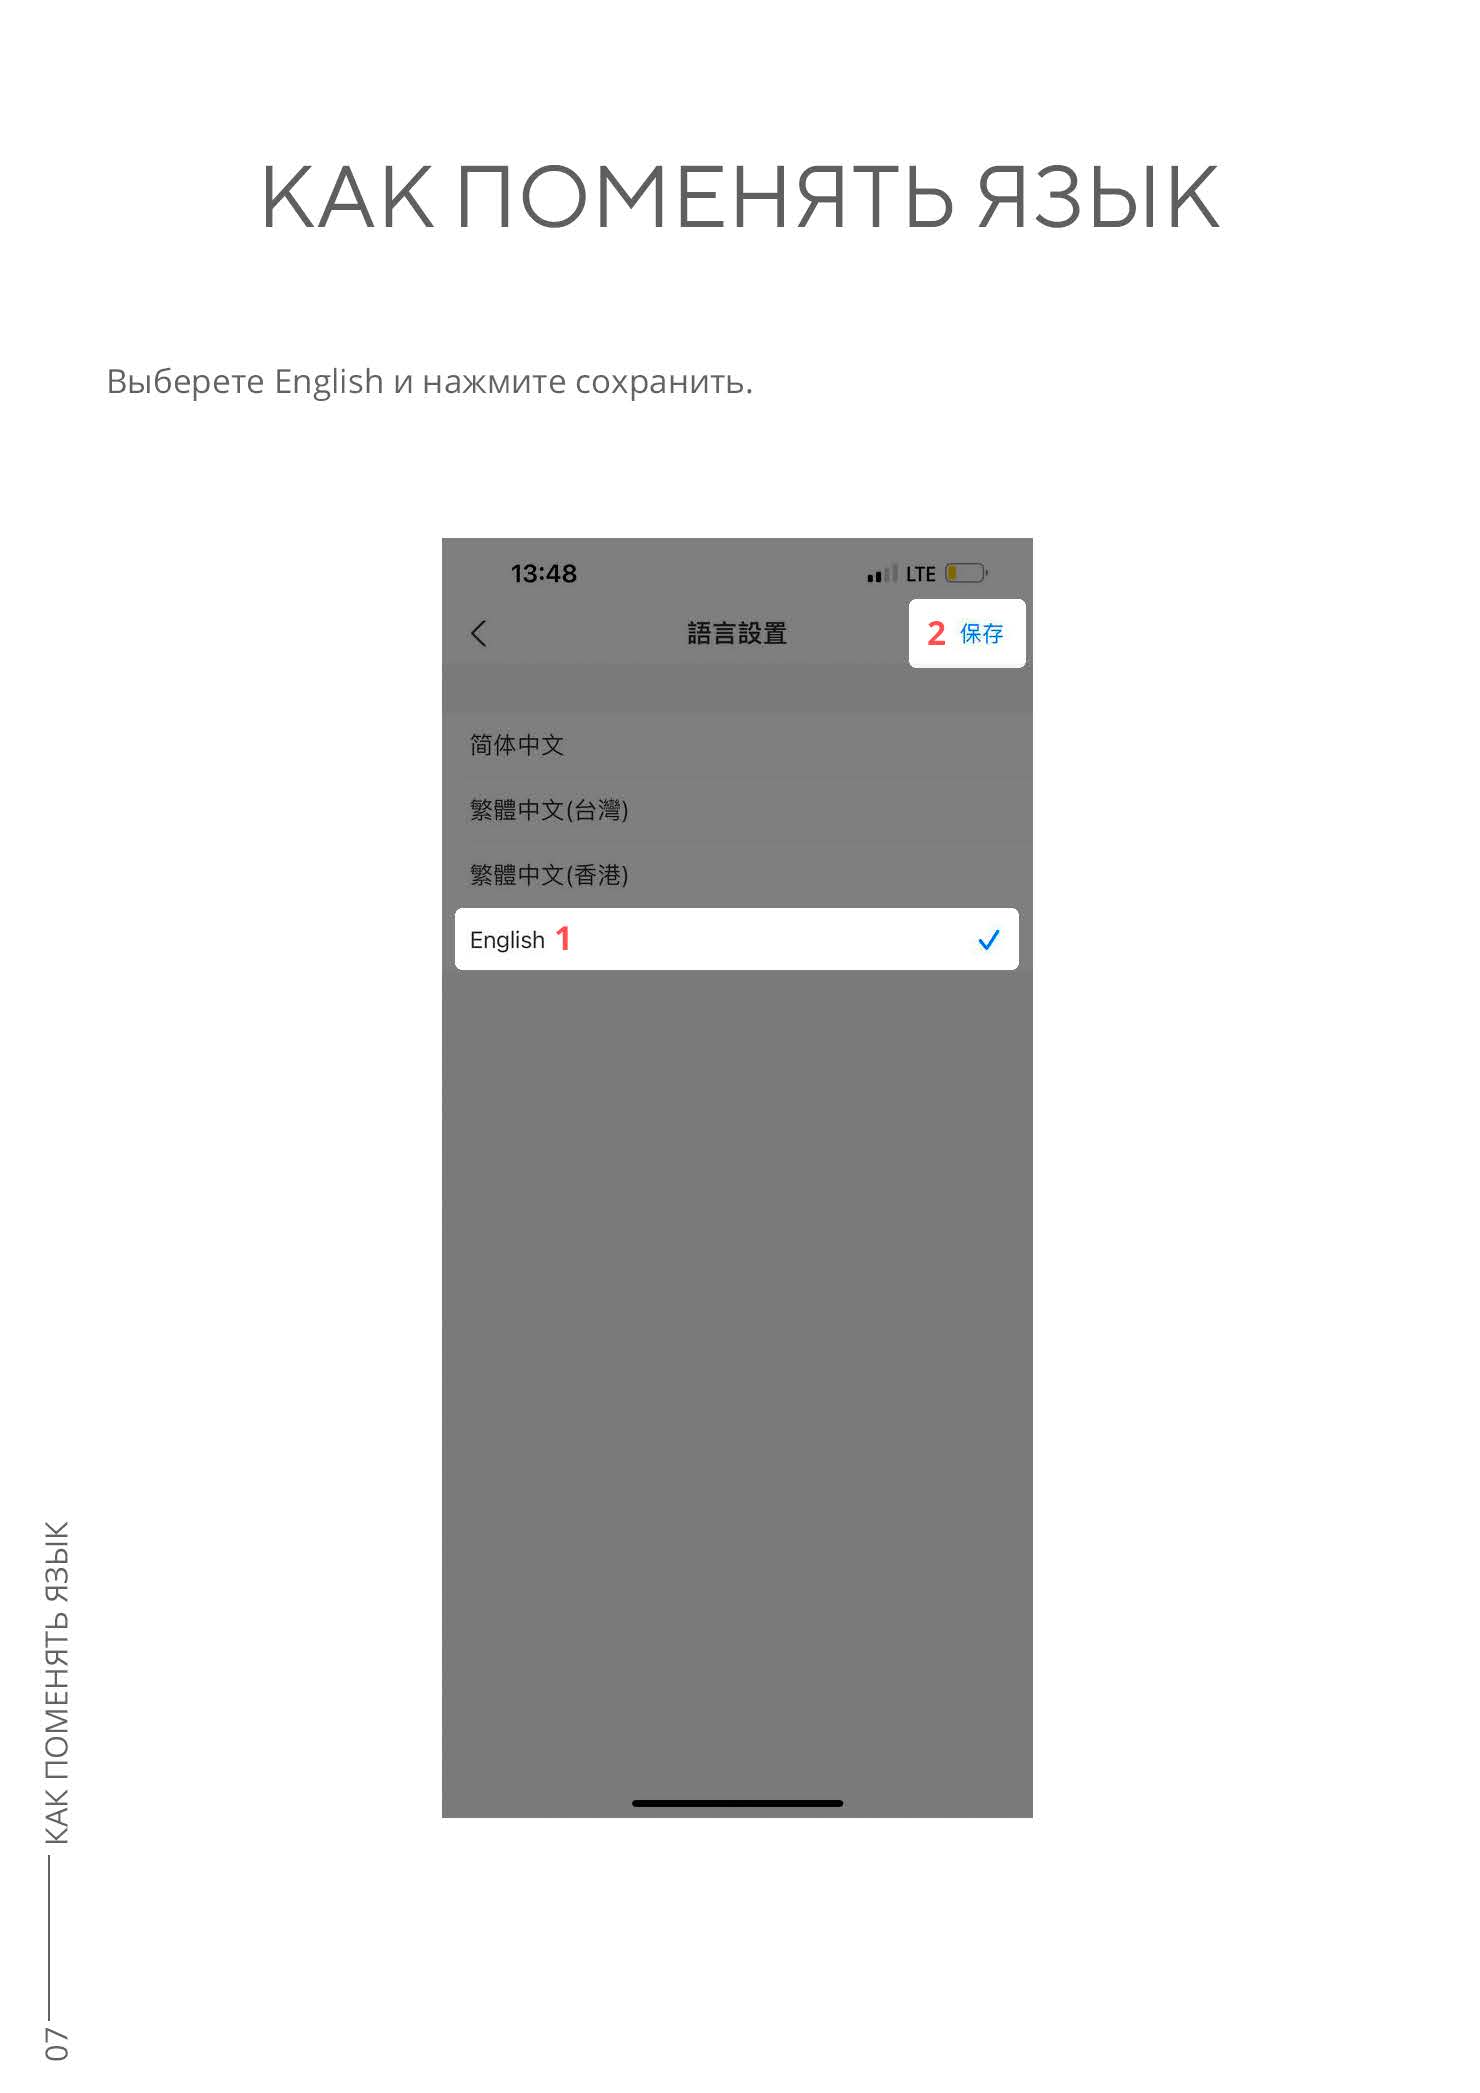 КАК ПОМЕНЯТЬ ЯЗЫК
Выберете English и нажмите сохранить.
13:48 LTE
語言設置 2 保存
简体中文
繁體中文(台灣)
繁體中文(香港)
English 1
07 КАК ПОМЕНЯТЬ ЯЗЫК